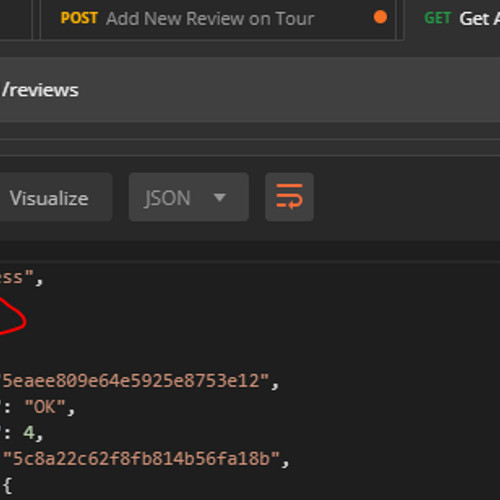 POST Add New Review on Tour GET Get A
/reviews
Visualize JSON
ess",
"5eaee809e64e5925e8753e12",
: "OK",
: 4,
"5c8a22c62f8fb814b56fa18b",
{